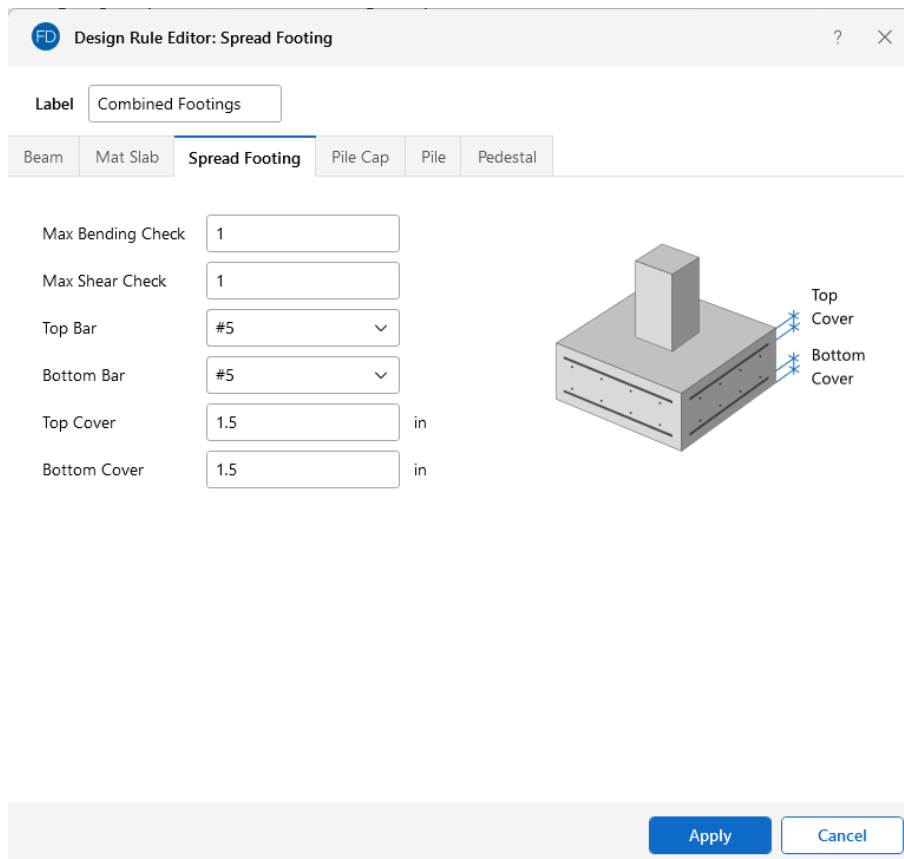 FD Design Rule Editor: Spread Footing ?
Label Combined Footings
Beam Mat Slab Spread Footing Pile Cap Pile Pedestal
Max Bending Check 1
Max Shear Check 1
Top Bar #5
Bottom Bar #5
Top Cover 1.5 in
Bottom Cover 1.5 in
Top
Cover
Bottom
Cover
Apply Cancel